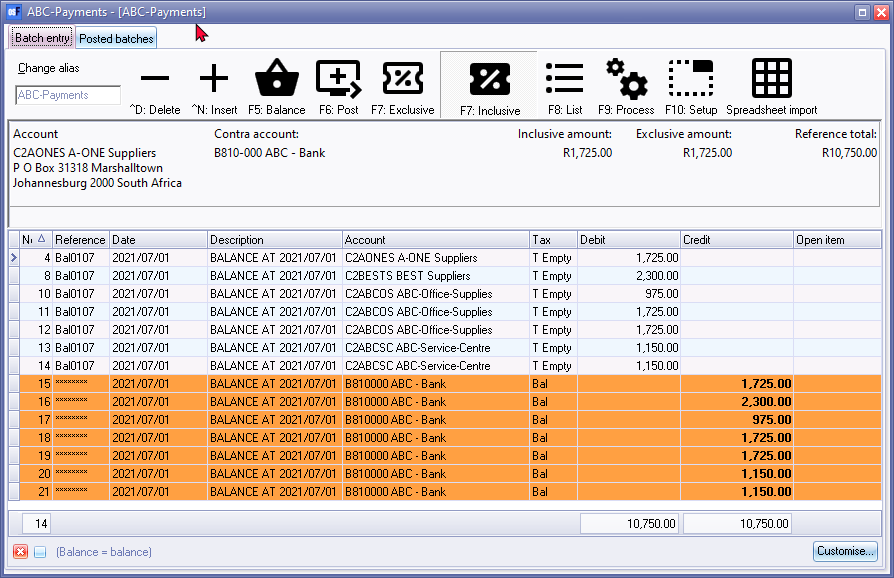 ABC-Payments - [ABC-Payments]
Batch entry Posted batches
Change alias
ABC-Payments
^D: Delete ^N: Insert F5: Balance F6: Post F7: Exclusive F7: Inclusive F8: List F9: Process F10: Setup Spreadsheet import
Account Contra account: Inclusive amount: Exclusive amount: Reference total:
C2AONES A-ONE Suppliers B810-000 ABC - Bank R1,725.00 R1,725.00 R10,750.00
P O Box 31318 Marshalltown
Johannesburg 2000 South Africa
Reference Date Description Account Tax Debit Credit Open item
4 Bal0107 2021/07/01 BALANCE AT 2021/07/01 C2AONES A-ONE Suppliers T Empty 1,725.00
8 Bal0107 2021/07/01 BALANCE AT 2021/07/01 C2BESTS BEST Suppliers T Empty 2,300.00
10 Bal0107 2021/07/01 BALANCE AT 2021/07/01 C2ABCOS ABC-Office-Supplies T Empty 975.00
11 Bal0107 2021/07/01 BALANCE AT 2021/07/01 C2ABCOS ABC-Office-Supplies T Empty 1,725.00
12 Bal0107 2021/07/01 BALANCE AT 2021/07/01 C2ABCOS ABC-Office-Supplies T Empty 1,725.00
13 Bal0107 2021/07/01 BALANCE AT 2021/07/01 C2ABCSC ABC-Service-Centre T Empty 1,150.00
14 Bal0107 2021/07/01 BALANCE AT 2021/07/01 C2ABCSC ABC-Service-Centre T Empty 1,150.00
15 ******** 2021/07/01 BALANCE AT 2021/07/01 B810000 ABC - Bank Bal 1,725.00
16 ******** 2021/07/01 BALANCE AT 2021/07/01 B810000 ABC - Bank Bal 2,300.00
17 ******** 2021/07/01 BALANCE AT 2021/07/01 B810000 ABC - Bank Bal 975.00
18 ******** 2021/07/01 BALANCE AT 2021/07/01 B810000 ABC - Bank Bal 1,725.00
19 ******** 2021/07/01 BALANCE AT 2021/07/01 B810000 ABC - Bank Bal 1,725.00
20 ******** 2021/07/01 BALANCE AT 2021/07/01 B810000 ABC - Bank Bal 1,150.00
21 ******** 2021/07/01 BALANCE AT 2021/07/01 B810000 ABC - Bank Bal 1,150.00
14 10,750.00 10,750.00
(Balance = balance) Customise...